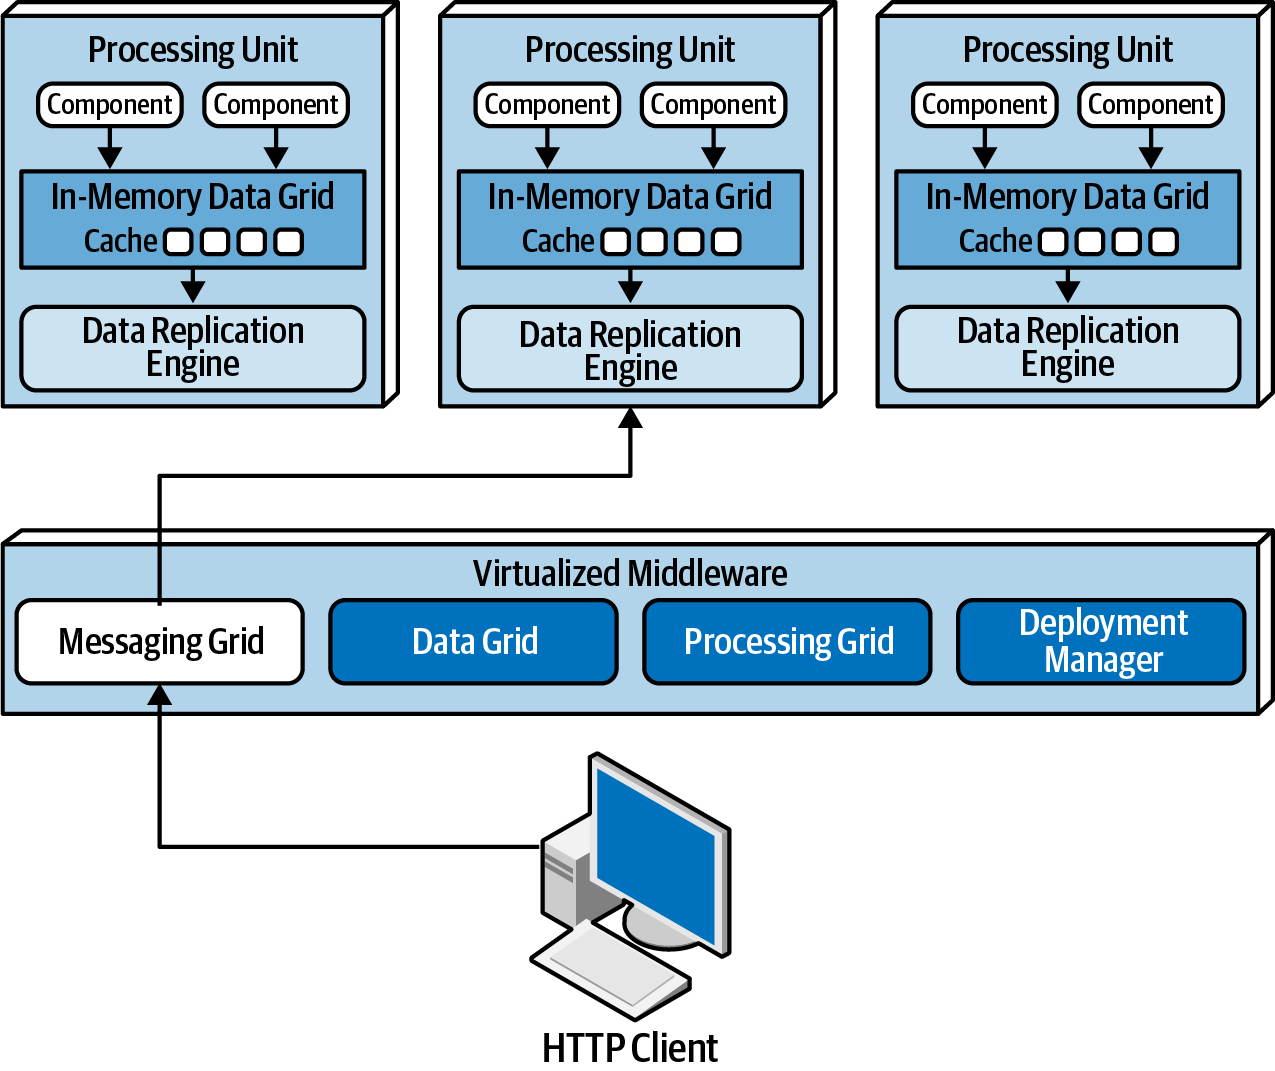 Processing Unit
Component Component
In-Memory Data Grid
Cache
Data Replication
Engine
Processing Unit
Component Component
In-Memory Data Grid
Cache
Data Replication
Engine
Processing Unit
Component Component
In-Memory Data Grid
Cache
Data Replication
Engine
Virtualized Middleware
Messaging Grid
Data Grid
Processing Grid
Deployment
Manager
HTTP Client